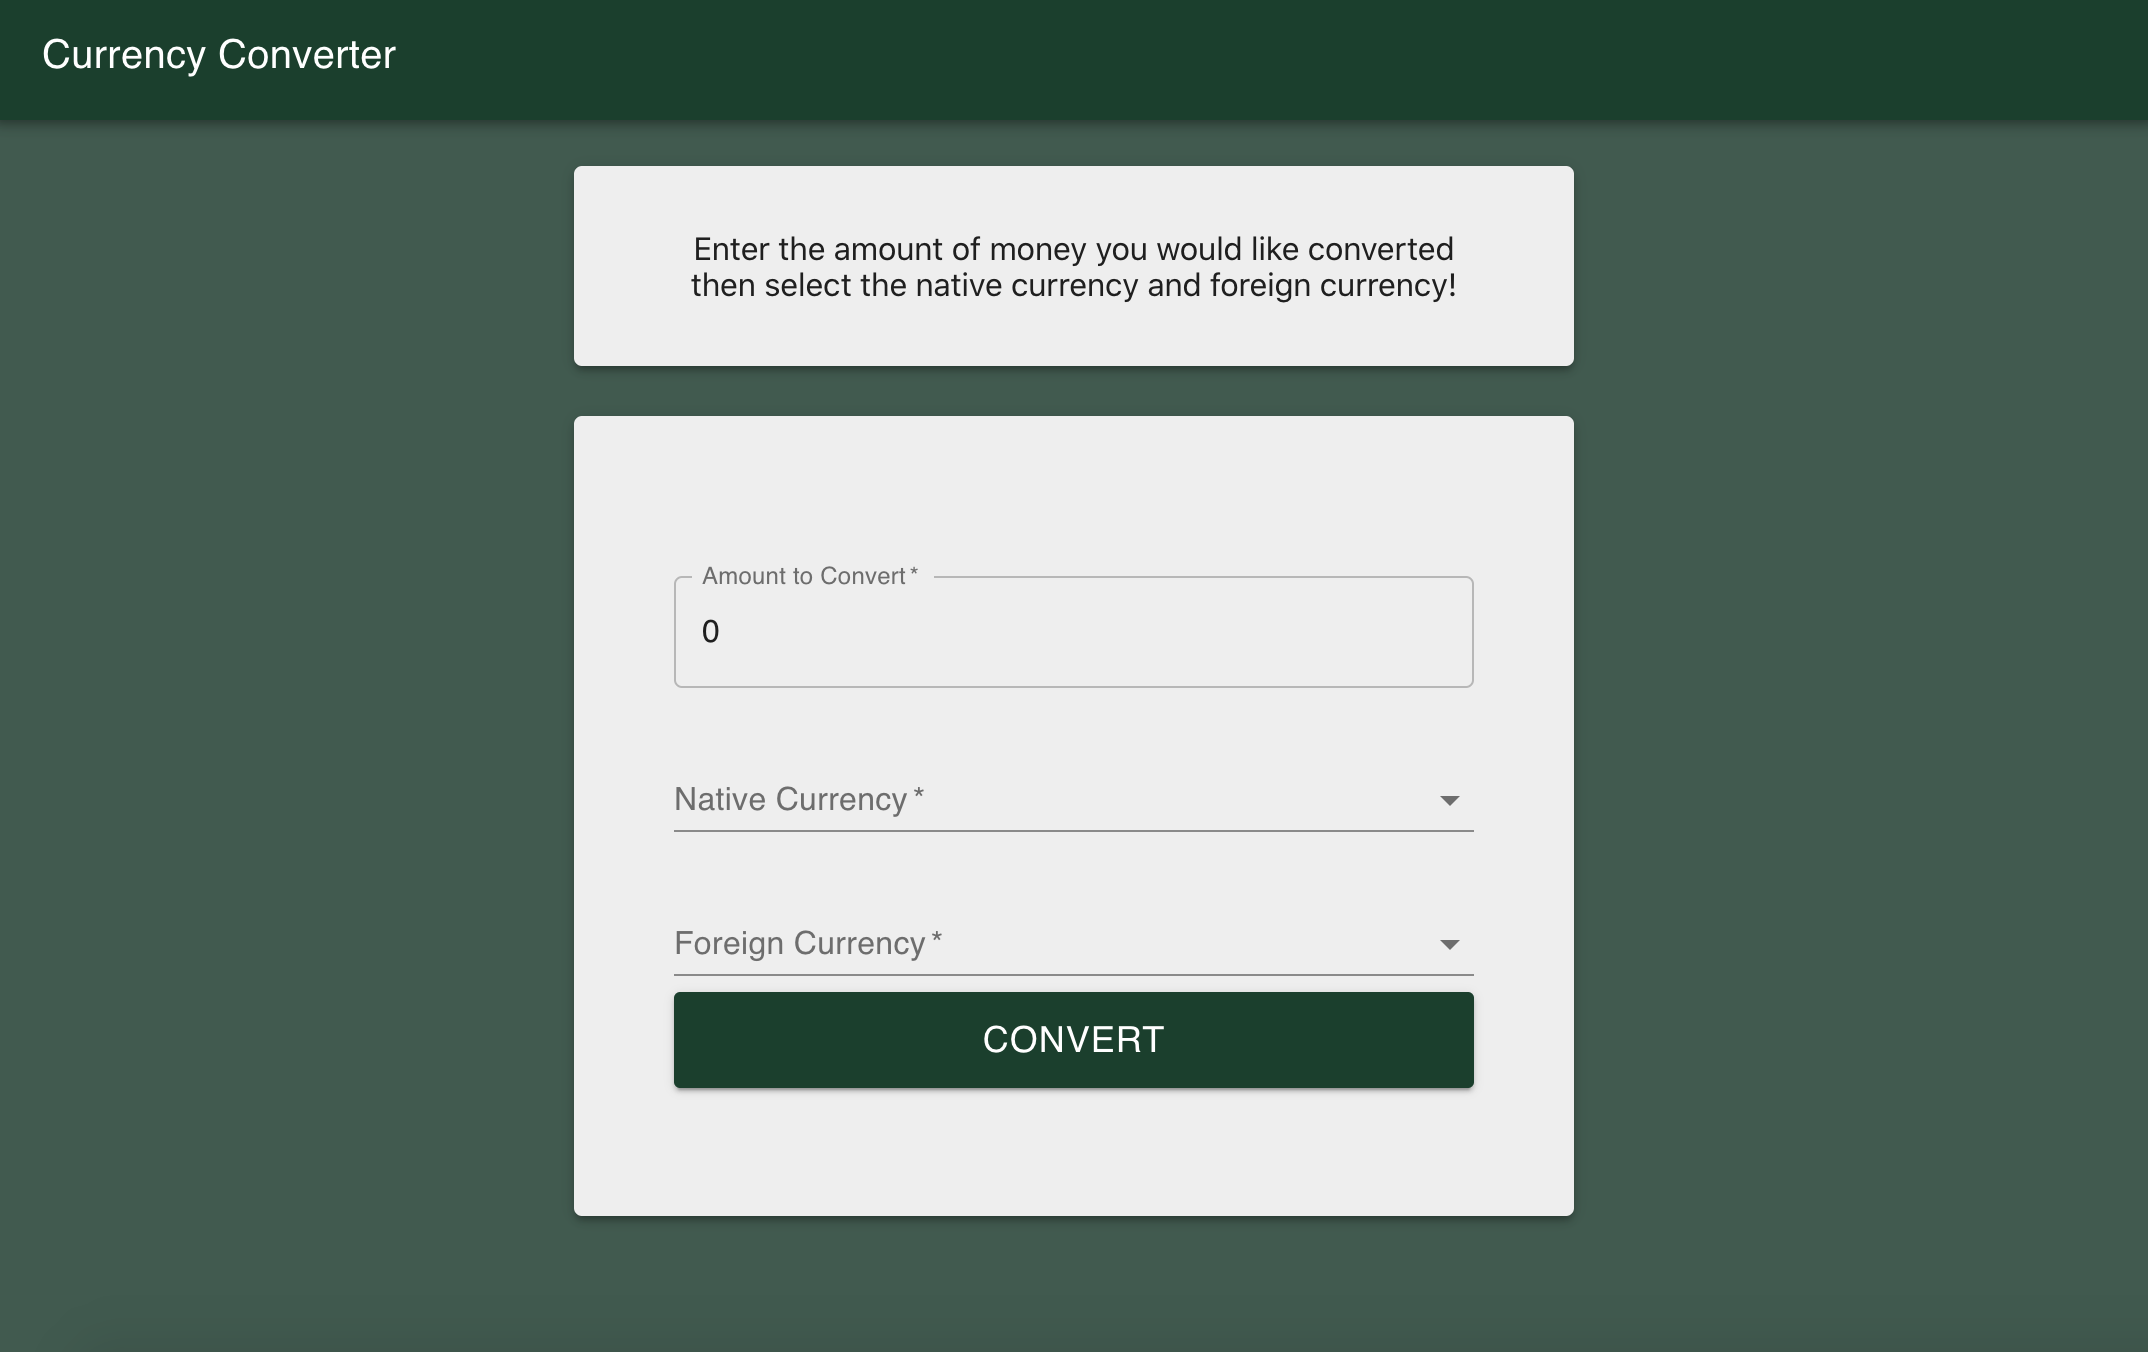 Currency Converter
Enter the amount of money you would like converted
then select the native currency and foreign currency!
Amount to Convert *
0
Native Currency *
Foreign Currency *
CONVERT